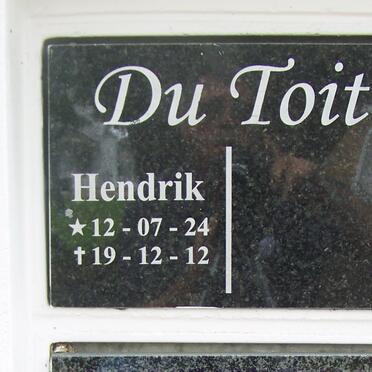 Du Toit
Hendrik
★ 12 - 07 - 24
✝ 19 - 12 - 12